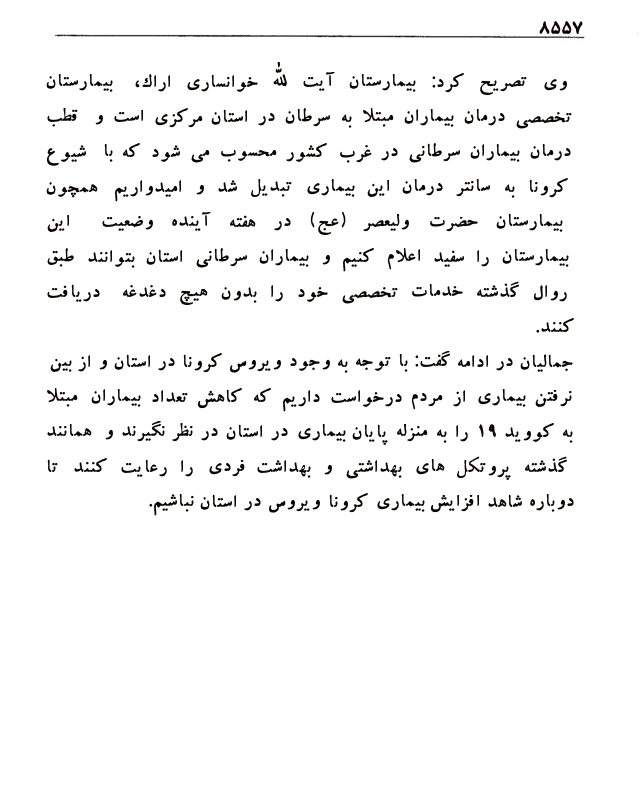 ۸۵۵۷
وی تصریح کرد: بیمارستان آیت لله خوانساری اراك، بیمارستان
تخصصی درمان بیماران مبتلا به سرطان در استان مرکزی است و قطب
درمان بیماران سرطانی در غرب کشور محسوب می شود که با شیوع
کرونا به سانتر درمان این بیماری تبدیل شد و امیدواریم همچون
بیمارستان حضرت ولیعصر (عج) در هفته آینده وضعیت این
بیمارستان را سفید اعلام کنیم و بیماران سرطانی استان بتوانند طبق
روال گذشته خدمات تخصصی خود را بدون هیچ دغدغه دریافت
کنند.
جمالیان در ادامه گفت: با توجه به وجود ویروس کرونا در استان و از بین
نرفتن بیماری از مردم درخواست داریم که کاهش تعداد بیماران مبتلا
به کووید ۱۹ را به منزله پایان بیماری در استان در نظر نگیرند و همانند
گذشته پروتکل های بهداشتی و بهداشت فردی را رعایت کنند تا
دوباره شاهد افزایش بیماری کرونا ویروس در استان نباشیم.